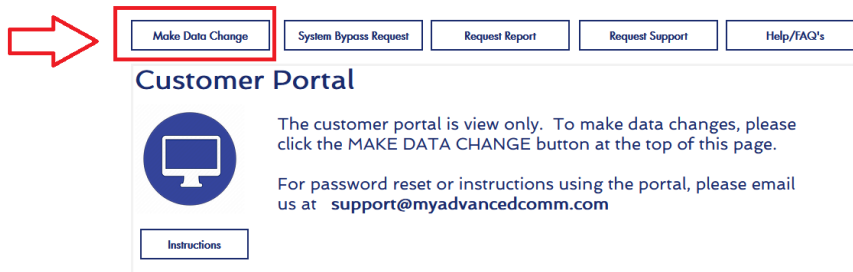 Make Data Change
System Bypass Request
Request Report
Request Support
Help/FAQ's
Customer Portal
The customer portal is view only. To make data changes, please
click the MAKE DATA CHANGE button at the top of this page.
For password reset or instructions using the portal, please email
us at support@myadvancedcomm.com
Instructions